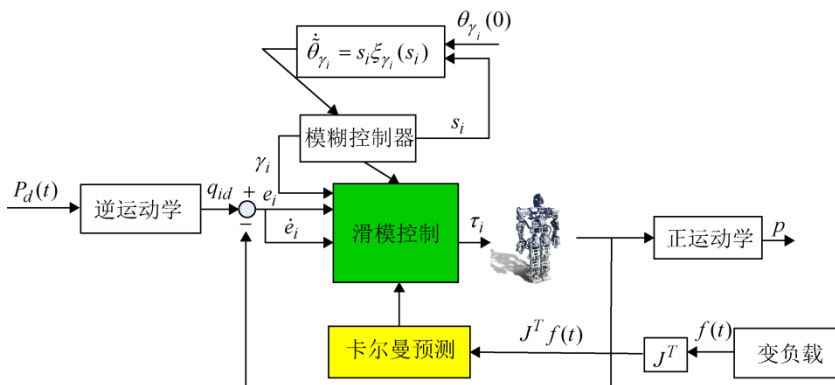 θ_{γ_i}(0)
\dot{\tilde{θ}}_{γ_i} = s_i ξ_{γ_i}(s_i)
模糊控制器
s_i
γ_i
P_d(t)
逆运动学
q_{id}
+
−
e_i
\dot{e}_i
滑模控制
τ_i
正运动学
p
卡尔曼预测
J^T f(t)
J^T
f(t)
变负载